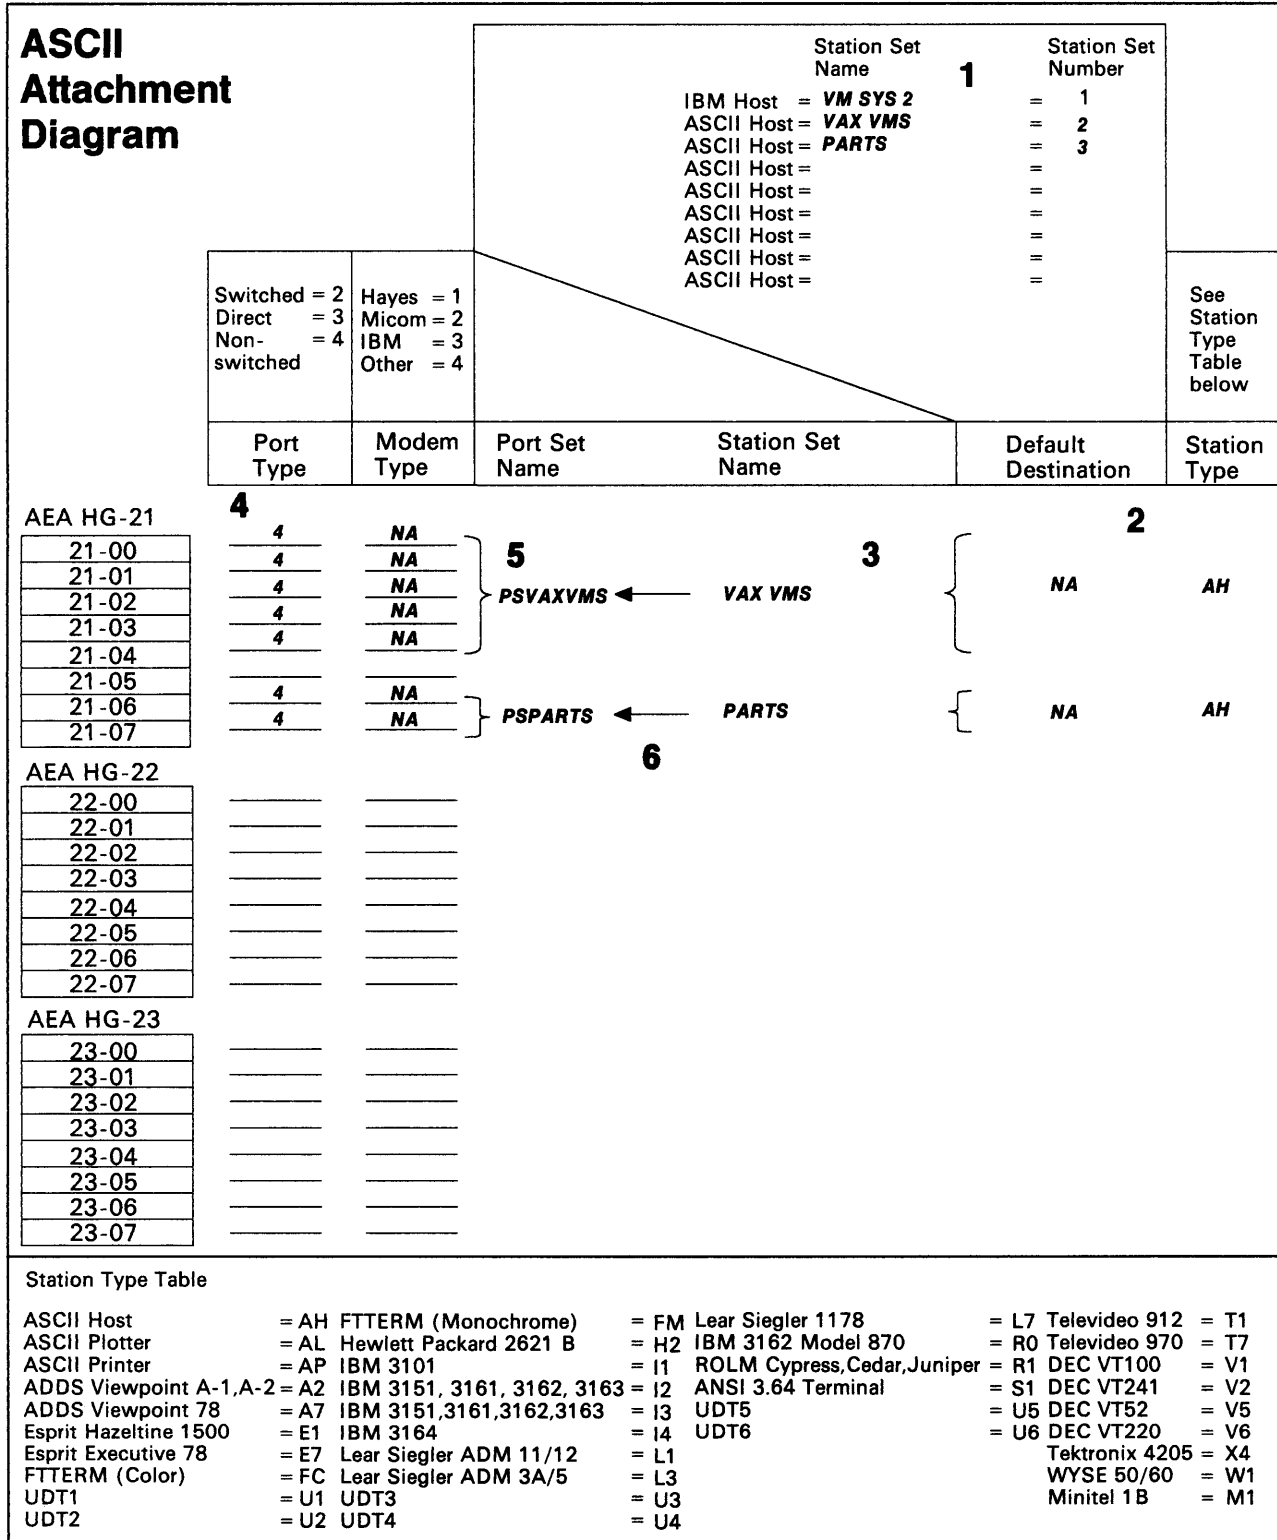 ASCII
Attachment
Diagram
Station Set Name
1
Station Set Number
IBM Host = VM SYS 2 = 1
ASCII Host = VAX VMS = 2
ASCII Host = PARTS = 3
ASCII Host = =
ASCII Host = =
ASCII Host = =
ASCII Host = =
ASCII Host = =
ASCII Host = =
Switched = 2
Direct = 3
Non- = 4
switched
Hayes = 1
Micom = 2
IBM = 3
Other = 4
See
Station
Type
Table
below
Port Type
Modem Type
Port Set Name
Station Set Name
Default Destination
Station Type
4
2
AEA HG-21
5
3
21-00 4 NA
21-01 4 NA
21-02 4 NA PSVAXVMS VAX VMS NA AH
21-03 4 NA
21-04 4 NA
21-05
21-06 4 NA PSPARTS PARTS NA AH
21-07 4 NA
6
AEA HG-22
22-00
22-01
22-02
22-03
22-04
22-05
22-06
22-07
AEA HG-23
23-00
23-01
23-02
23-03
23-04
23-05
23-06
23-07
Station Type Table
ASCII Host = AH FTTERM (Monochrome) = FM Lear Siegler 1178 = L7 Televideo 912 = T1
ASCII Plotter = AL Hewlett Packard 2621 B = H2 IBM 3162 Model 870 = R0 Televideo 970 = T7
ASCII Printer = AP IBM 3101 = I1 ROLM Cypress,Cedar,Juniper = R1 DEC VT100 = V1
ADDS Viewpoint A-1,A-2 = A2 IBM 3151, 3161, 3162, 3163 = I2 ANSI 3.64 Terminal = S1 DEC VT241 = V2
ADDS Viewpoint 78 = A7 IBM 3151,3161,3162,3163 = I3 UDT5 = U5 DEC VT52 = V5
Esprit Hazeltine 1500 = E1 IBM 3164 = I4 UDT6 = U6 DEC VT220 = V6
Esprit Executive 78 = E7 Lear Siegler ADM 11/12 = L1 Tektronix 4205 = X4
FTTERM (Color) = FC Lear Siegler ADM 3A/5 = L3 WYSE 50/60 = W1
UDT1 = U1 UDT3 = U3 Minitel 1B = M1
UDT2 = U2 UDT4 = U4